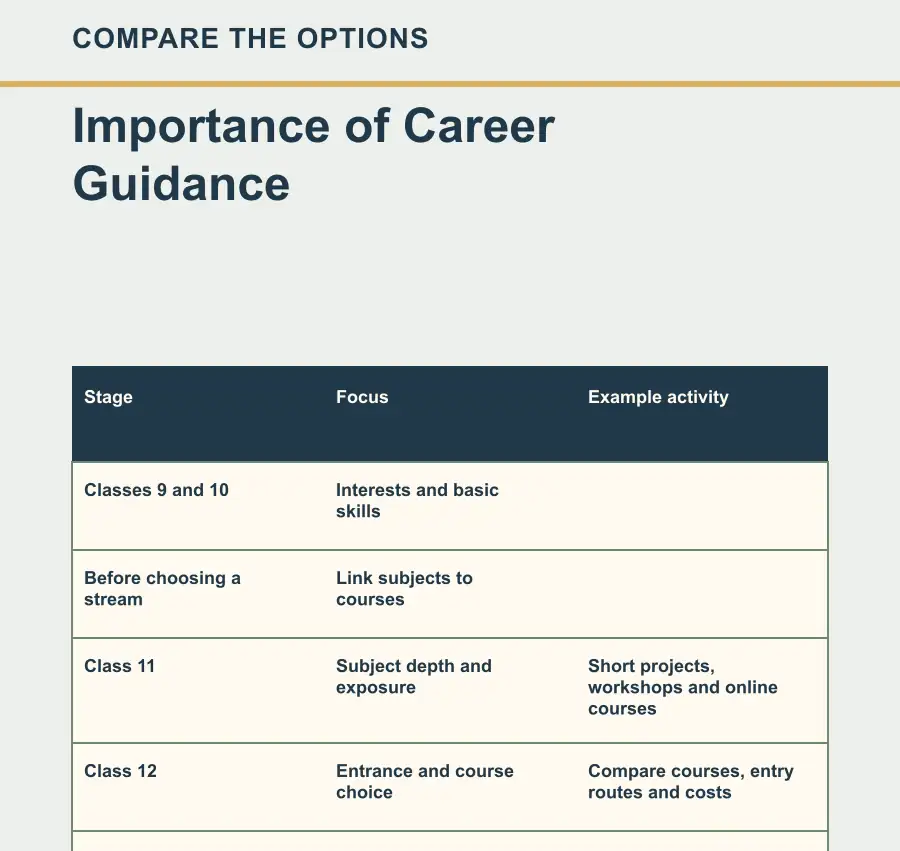 COMPARE THE OPTIONS
Importance of Career
Guidance
Stage Focus Example activity
Classes 9 and 10 Interests and basic
skills
Before choosing a Link subjects to
stream courses
Class 11 Subject depth and Short projects,
exposure workshops and online
courses
Class 12 Entrance and course Compare courses, entry
choice routes and costs